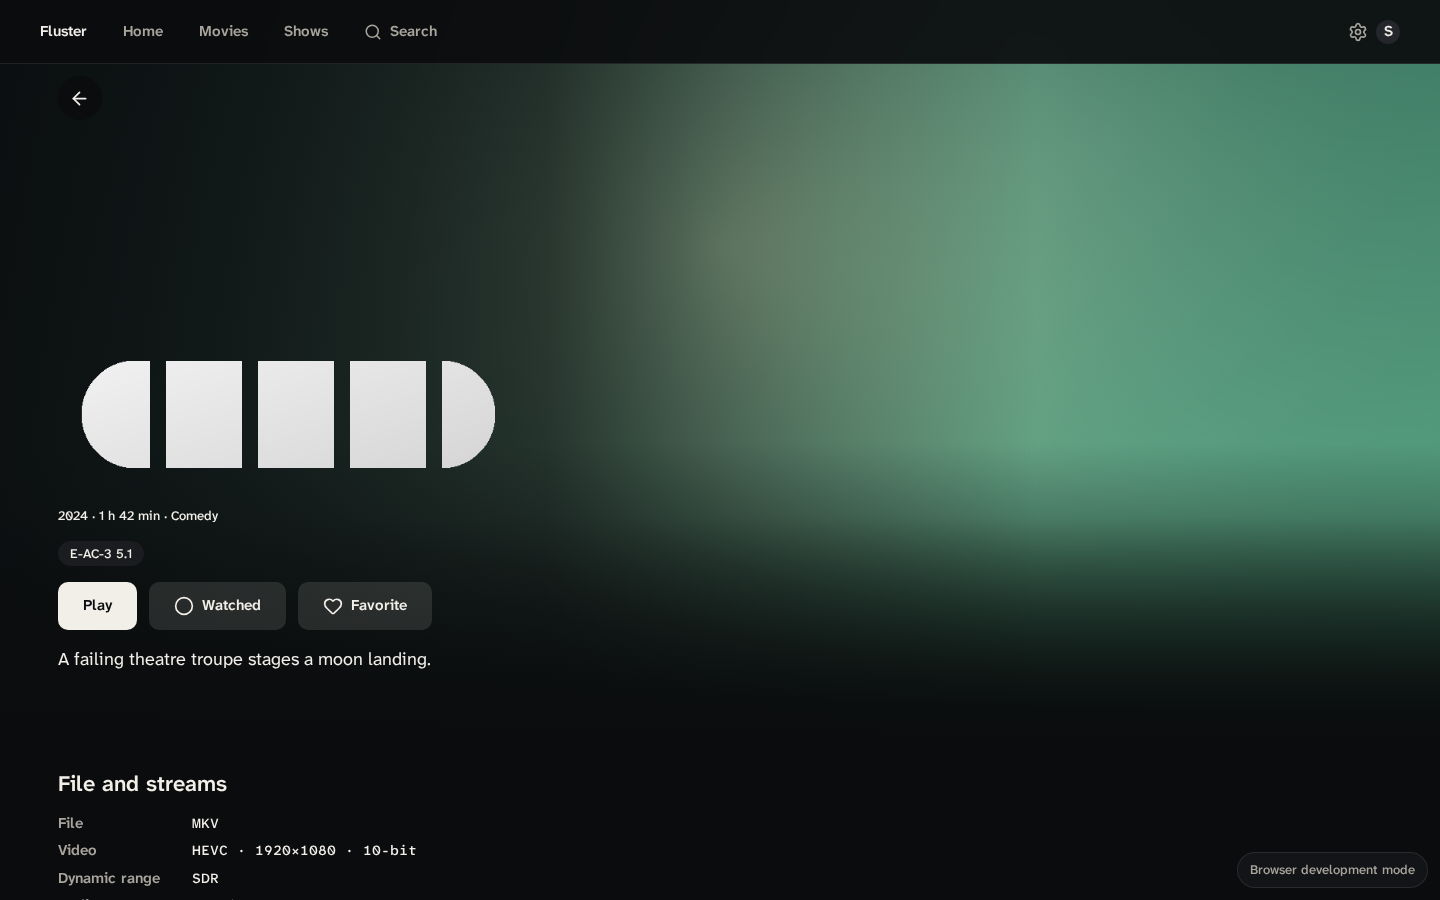 Fluster Home Movies Shows Search S
2024 · 1 h 42 min · Comedy
E-AC-3 5.1
Play Watched Favorite
A failing theatre troupe stages a moon landing.
File and streams
File MKV
Video HEVC · 1920×1080 · 10-bit
Dynamic range SDR
Browser development mode